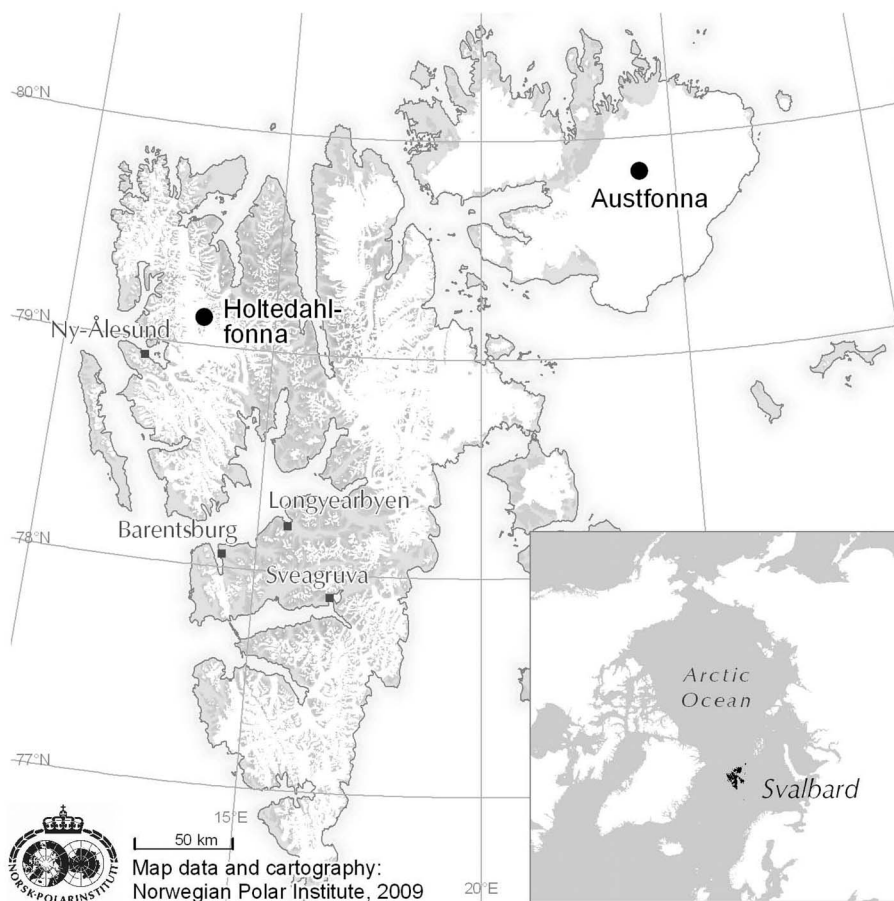 80°N
Austfonna
79°N
Holtedahl-
fonna
Ny-Ålesund
Longyearbyen
78°N
Barentsburg
Sveagruva
Arctic
Ocean
77°N
Svalbard
15°E
50 km
NORSK-POLARINSTITUTT
Map data and cartography:
Norwegian Polar Institute, 2009
20°E